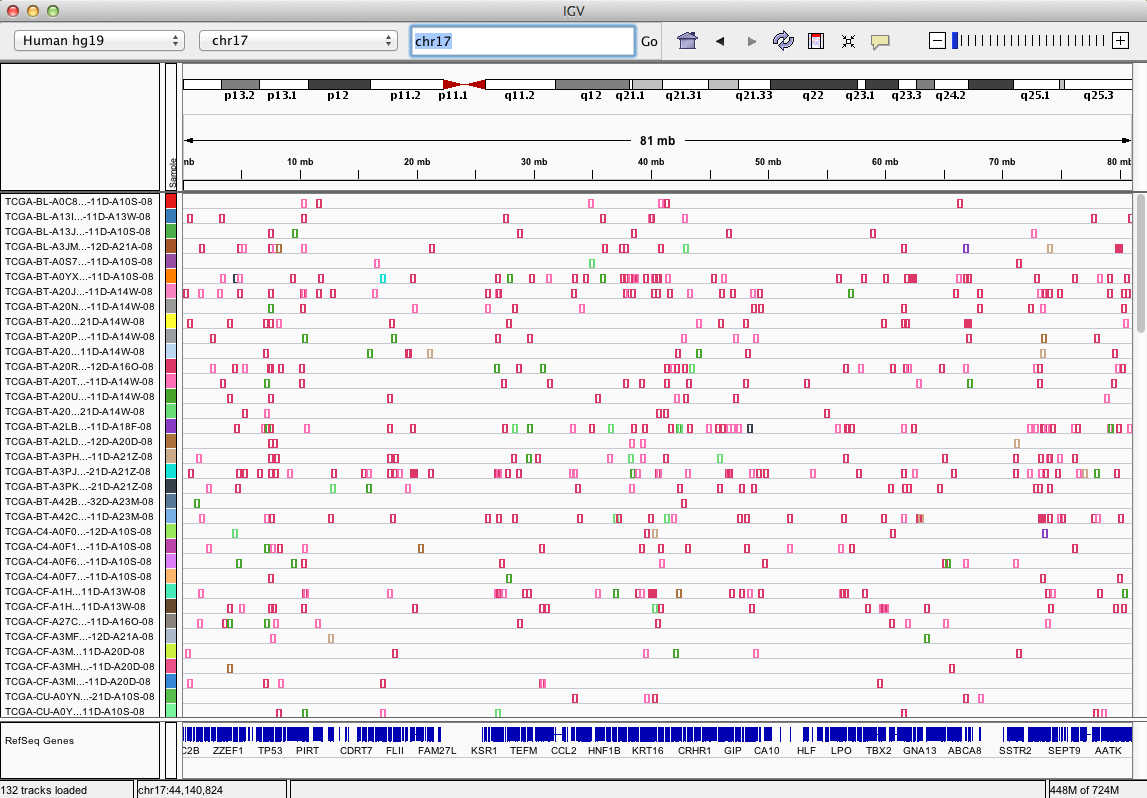 IGV
Human hg19 chr17 chr17 Go
p13.2 p13.1 p12 p11.2 p11.1 q11.2 q12 q21.1 q21.31 q21.33 q22 q23.1 q23.3 q24.2 q25.1 q25.3
81 mb
mb 10 mb 20 mb 30 mb 40 mb 50 mb 60 mb 70 mb 80 mb
Sample
TCGA-BL-A0C8...-11D-A10S-08
TCGA-BL-A13I...-11D-A13W-08
TCGA-BL-A13J...-11D-A10S-08
TCGA-BL-A3JM...-12D-A21A-08
TCGA-BT-A0S7...-11D-A10S-08
TCGA-BT-A0YX...-11D-A10S-08
TCGA-BT-A20J...-11D-A14W-08
TCGA-BT-A20N...-11D-A14W-08
TCGA-BT-A20...21D-A14W-08
TCGA-BT-A20P...-11D-A14W-08
TCGA-BT-A20...11D-A14W-08
TCGA-BT-A20R...-12D-A16O-08
TCGA-BT-A20T...-11D-A14W-08
TCGA-BT-A20U...-11D-A14W-08
TCGA-BT-A20...21D-A14W-08
TCGA-BT-A2LB...-11D-A18F-08
TCGA-BT-A2LD...-12D-A20D-08
TCGA-BT-A3PH...-11D-A21Z-08
TCGA-BT-A3PJ...-21D-A21Z-08
TCGA-BT-A3PK...-21D-A21Z-08
TCGA-BT-A42B...-32D-A23M-08
TCGA-BT-A42C...-11D-A23M-08
TCGA-C4-A0F0...-12D-A10S-08
TCGA-C4-A0F1...-11D-A10S-08
TCGA-C4-A0F6...-11D-A10S-08
TCGA-C4-A0F7...-11D-A10S-08
TCGA-CF-A1H...11D-A13W-08
TCGA-CF-A1H...11D-A13W-08
TCGA-CF-A27C...-11D-A16O-08
TCGA-CF-A3MF...-12D-A21A-08
TCGA-CF-A3M...11D-A20D-08
TCGA-CF-A3MH...-11D-A20D-08
TCGA-CF-A3MI...-11D-A20D-08
TCGA-CU-A0YN...-21D-A10S-08
TCGA-CU-A0Y...11D-A10S-08
RefSeq Genes
C2B ZZEF1 TP53 PIRT CDRT7 FLII FAM27L KSR1 TEFM CCL2 HNF1B KRT16 CRHR1 GIP CA10 HLF LPO TBX2 GNA13 ABCA8 SSTR2 SEPT9 AATK
132 tracks loaded chr17:44,140,824 448M of 724M